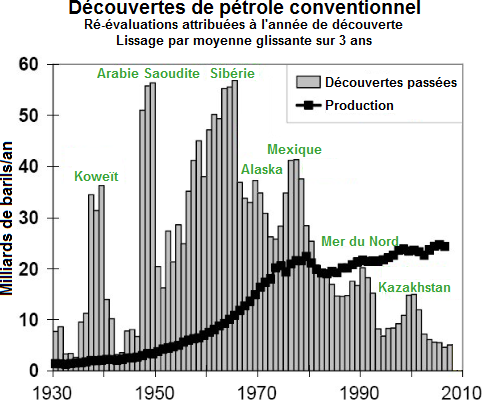 Découvertes de pétrole conventionnel
Ré-évaluations attribuées à l'année de découverte
Lissage par moyenne glissante sur 3 ans
Milliards de barils/an
60
50
40
30
20
10
0
Arabie Saoudite
Sibérie
Koweït
Alaska
Mexique
Mer du Nord
Kazakhstan
Découvertes passées
Production
1930 1950 1970 1990 2010